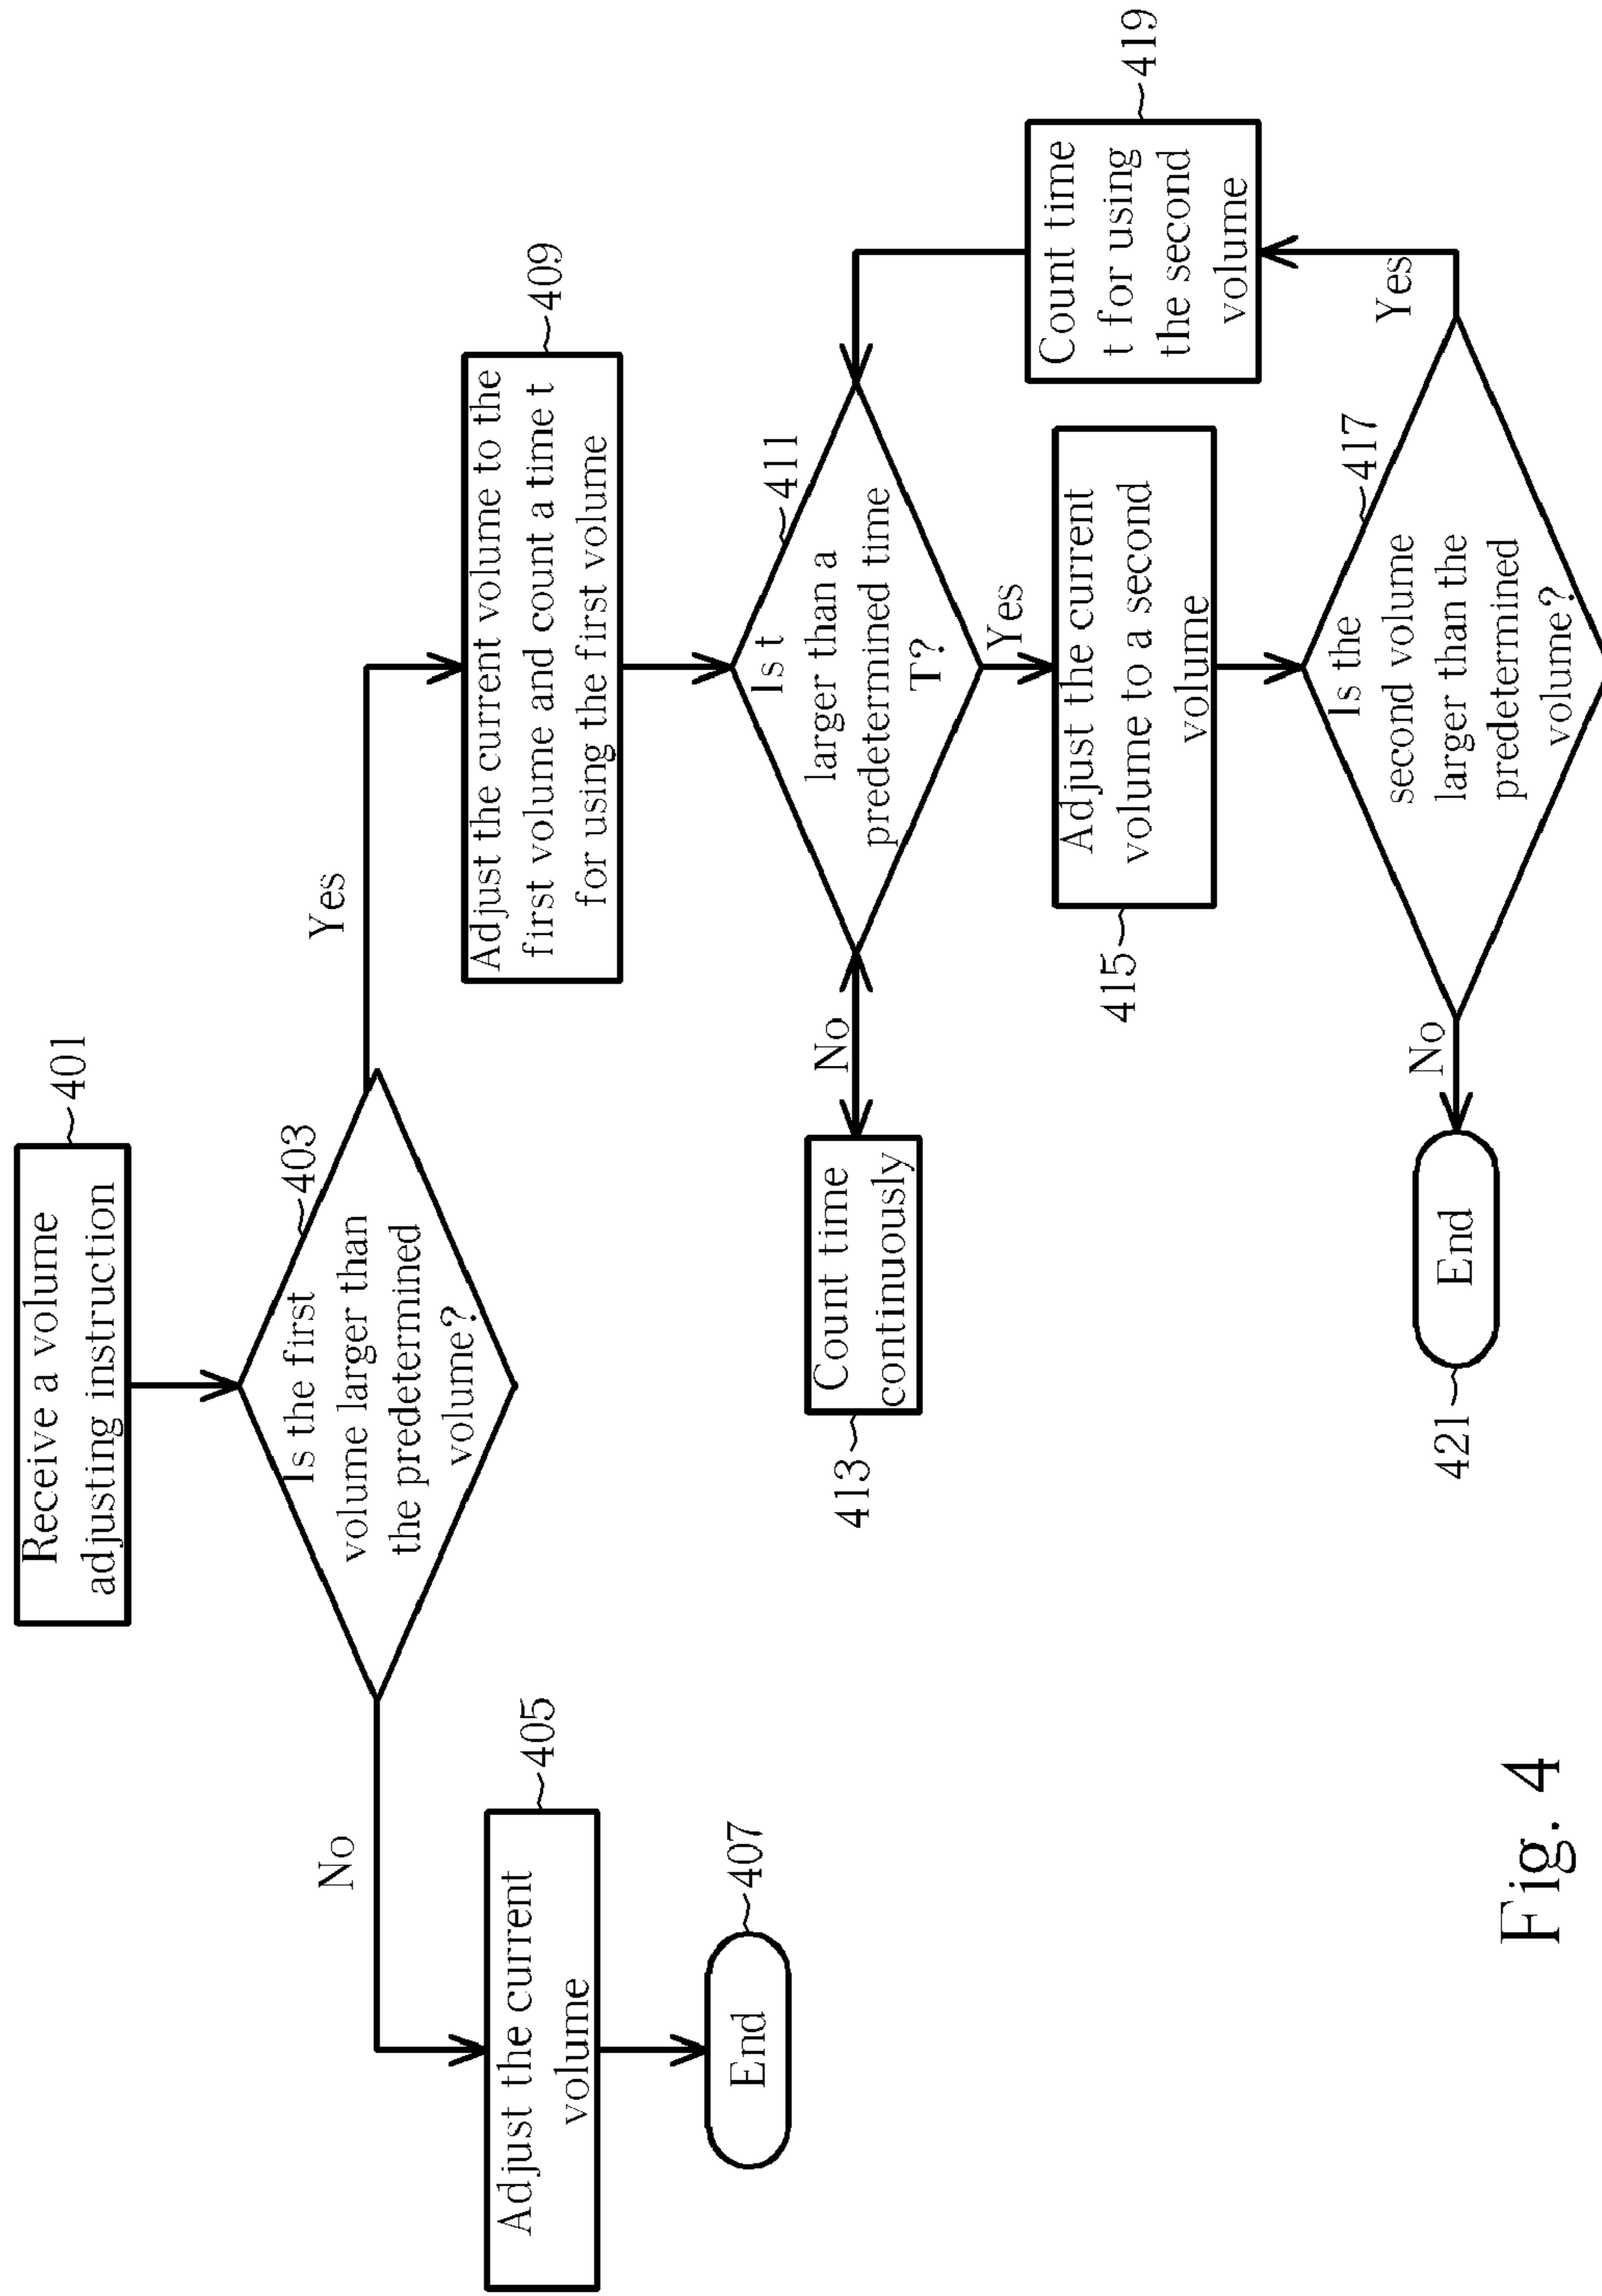 Receive a volume
adjusting instruction
401
Is the first
volume larger than
the predetermined
volume?
403
No
Yes
Adjust the current
volume
405
End
407
Adjust the current volume to the
first volume and count a time t
for using the first volume
409
Is t
larger than a
predetermined time
T?
411
No
Count time
continuously
413
Yes
Adjust the current
volume to a second
volume
415
Is the
second volume
larger than the
predetermined
volume?
417
Yes
Count time
t for using
the second
volume
419
No
End
421
Fig. 4